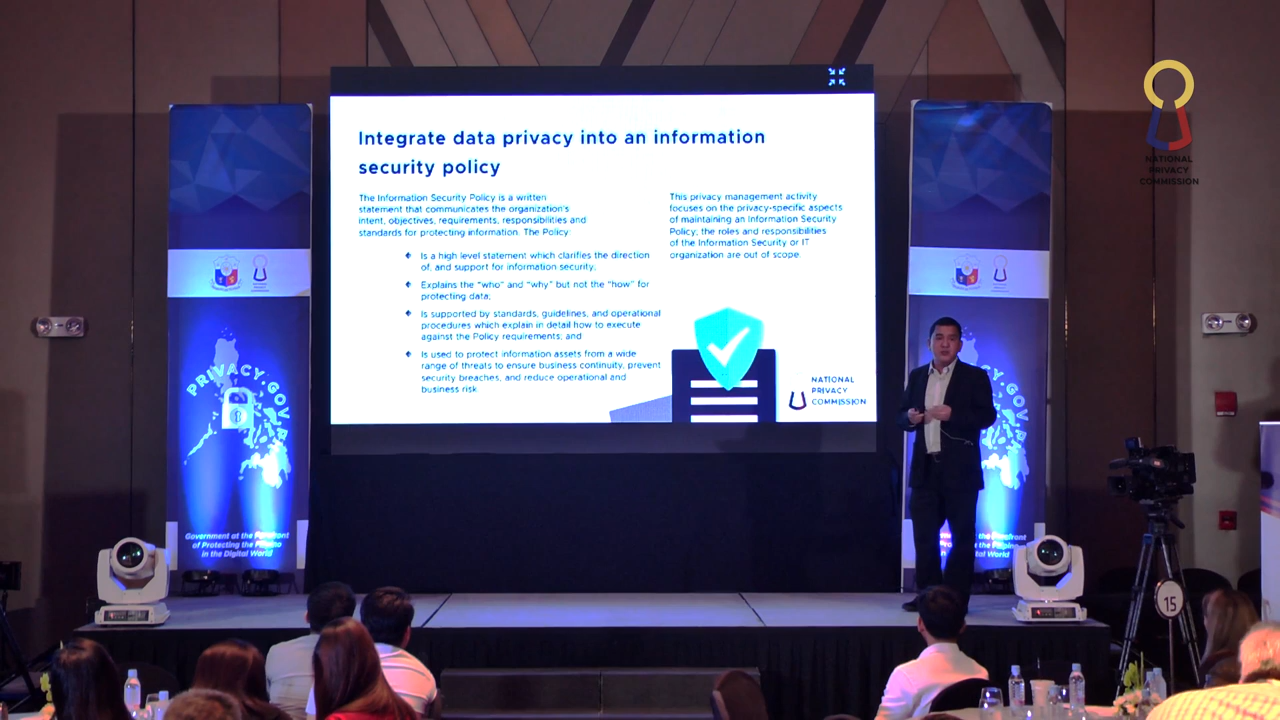 Integrate data privacy into an information
security policy
The Information Security Policy is a written
statement that communicates the organization's
intent, objectives, requirements, responsibilities and
standards for protecting information. The Policy:
Is a high level statement which clarifies the direction
of, and support for information security;
Explains the “who” and “why” but not the “how” for
protecting data;
Is supported by standards, guidelines, and operational
procedures which explain in detail how to execute
against the Policy requirements; and
Is used to protect information assets from a wide
range of threats to ensure business continuity, prevent
security breaches, and reduce operational and
business risk
This privacy management activity
focuses on the privacy-specific aspects
of maintaining an Information Security
Policy; the roles and responsibilities
of the Information Security or IT
organization are out of scope.
NATIONAL
PRIVACY
COMMISSION
NATIONAL
PRIVACY
COMMISSION
PRIVACY.GOV.P
Government at the Forefront
of Protecting the Filipino
in the Digital World
15